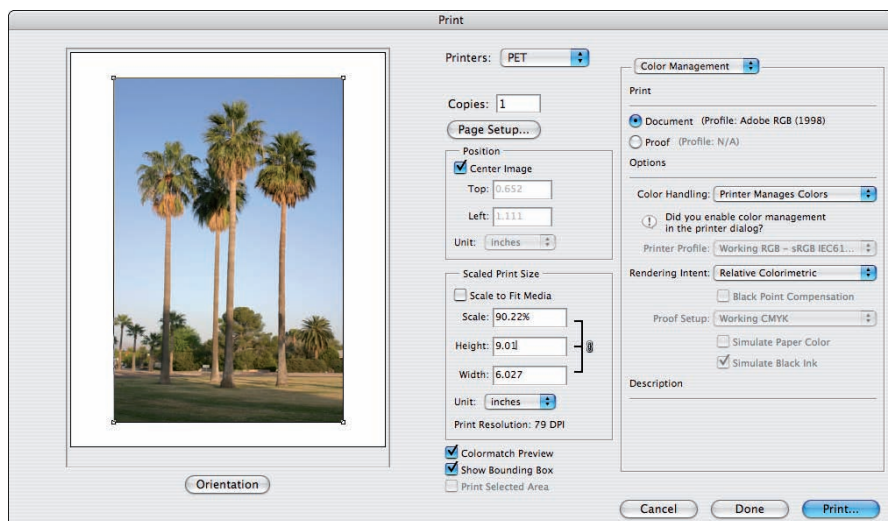 Print
Printers: PET
Copies: 1
Page Setup...
Position
Center Image
Top: 0.652
Left: 1.111
Unit: inches
Scaled Print Size
Scale to Fit Media
Scale: 90.22%
Height: 9.01
Width: 6.027
Unit: inches
Print Resolution: 79 DPI
Colormatch Preview
Show Bounding Box
Print Selected Area
Orientation
Color Management
Print
Document (Profile: Adobe RGB (1998)
Proof (Profile: N/A)
Options
Color Handling: Printer Manages Colors
Did you enable color management
in the printer dialog?
Printer Profile: Working RGB - sRGB IEC61...
Rendering Intent: Relative Colorimetric
Black Point Compensation
Proof Setup: Working CMYK
Simulate Paper Color
Simulate Black Ink
Description
Cancel
Done
Print...